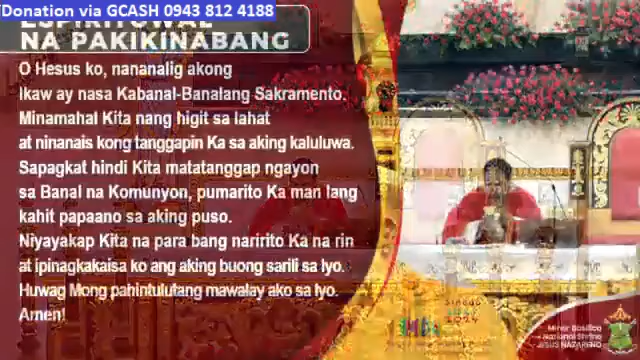 Donation via GCASH 0943 812 4188
ESPIRITUWAL
NA PAKIKINABANG
O Hesus ko, nananalig akong
Ikaw ay nasa Kabanal-Banalang Sakramento.
Minamahal Kita nang higit sa lahat
at ninanais kong tanggapin Ka sa aking kaluluwa.
Sapagkat hindi Kita matatanggap ngayon
sa Banal na Komunyon, pumarito Ka man lang
kahit papaano sa aking puso.
Niyayakap Kita na para bang naririto Ka na rin
at ipinagkakaisa ko ang aking buong sarili sa Iyo.
Huwag Mong pahintulutang mawalay ako sa Iyo.
Amen!
Minor Basilica
National Shrine
JESUS NAZARENO